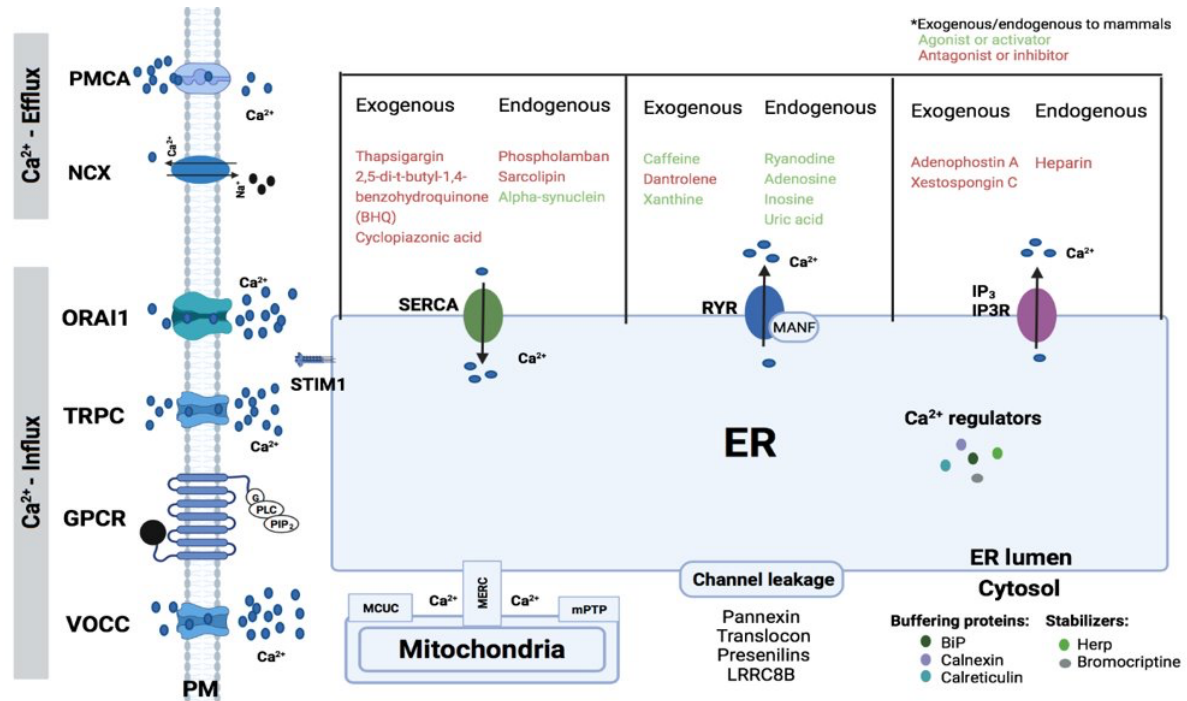 *Exogenous/endogenous to mammals
Agonist or activator
Antagonist or inhibitor
Ca²⁺ - Efflux
PMCA
Ca²⁺
NCX
Ca²⁺
Na⁺
Ca²⁺ - Influx
ORAI1
Ca²⁺
STIM1
TRPC
Ca²⁺
GPCR
G
PLC
PIP₂
VOCC
Ca²⁺
PM
Exogenous
Endogenous
Thapsigargin
2,5-di-t-butyl-1,4-
benzohydroquinone
(BHQ)
Cyclopiazonic acid
Phospholamban
Sarcolipin
Alpha-synuclein
SERCA
Ca²⁺
Exogenous
Endogenous
Caffeine
Dantrolene
Xanthine
Ryanodine
Adenosine
Inosine
Uric acid
Ca²⁺
RYR
MANF
Exogenous
Endogenous
Adenophostin A
Xestospongin C
Heparin
Ca²⁺
IP₃
IP3R
ER
Ca²⁺ regulators
ER lumen
Cytosol
MCUC
Ca²⁺
MERC
Ca²⁺
mPTP
Mitochondria
Channel leakage
Pannexin
Translocon
Presenilins
LRRC8B
Buffering proteins:
BiP
Calnexin
Calreticulin
Stabilizers:
Herp
Bromocriptine